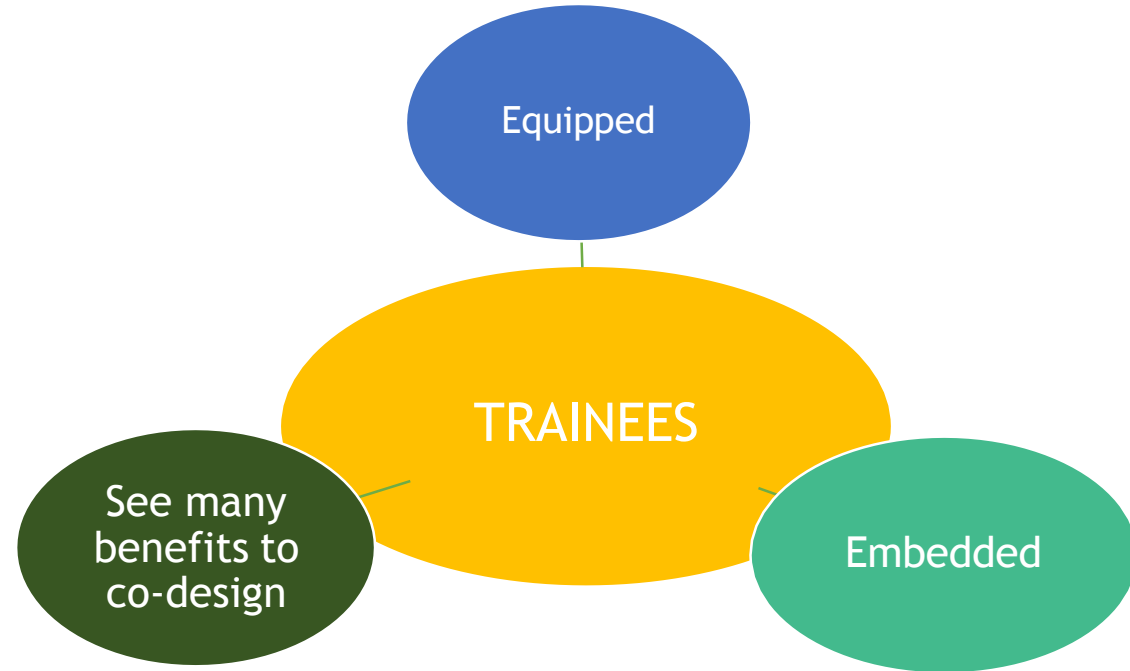 Equipped
TRAINEES
See many
benefits to
co-design
Embedded